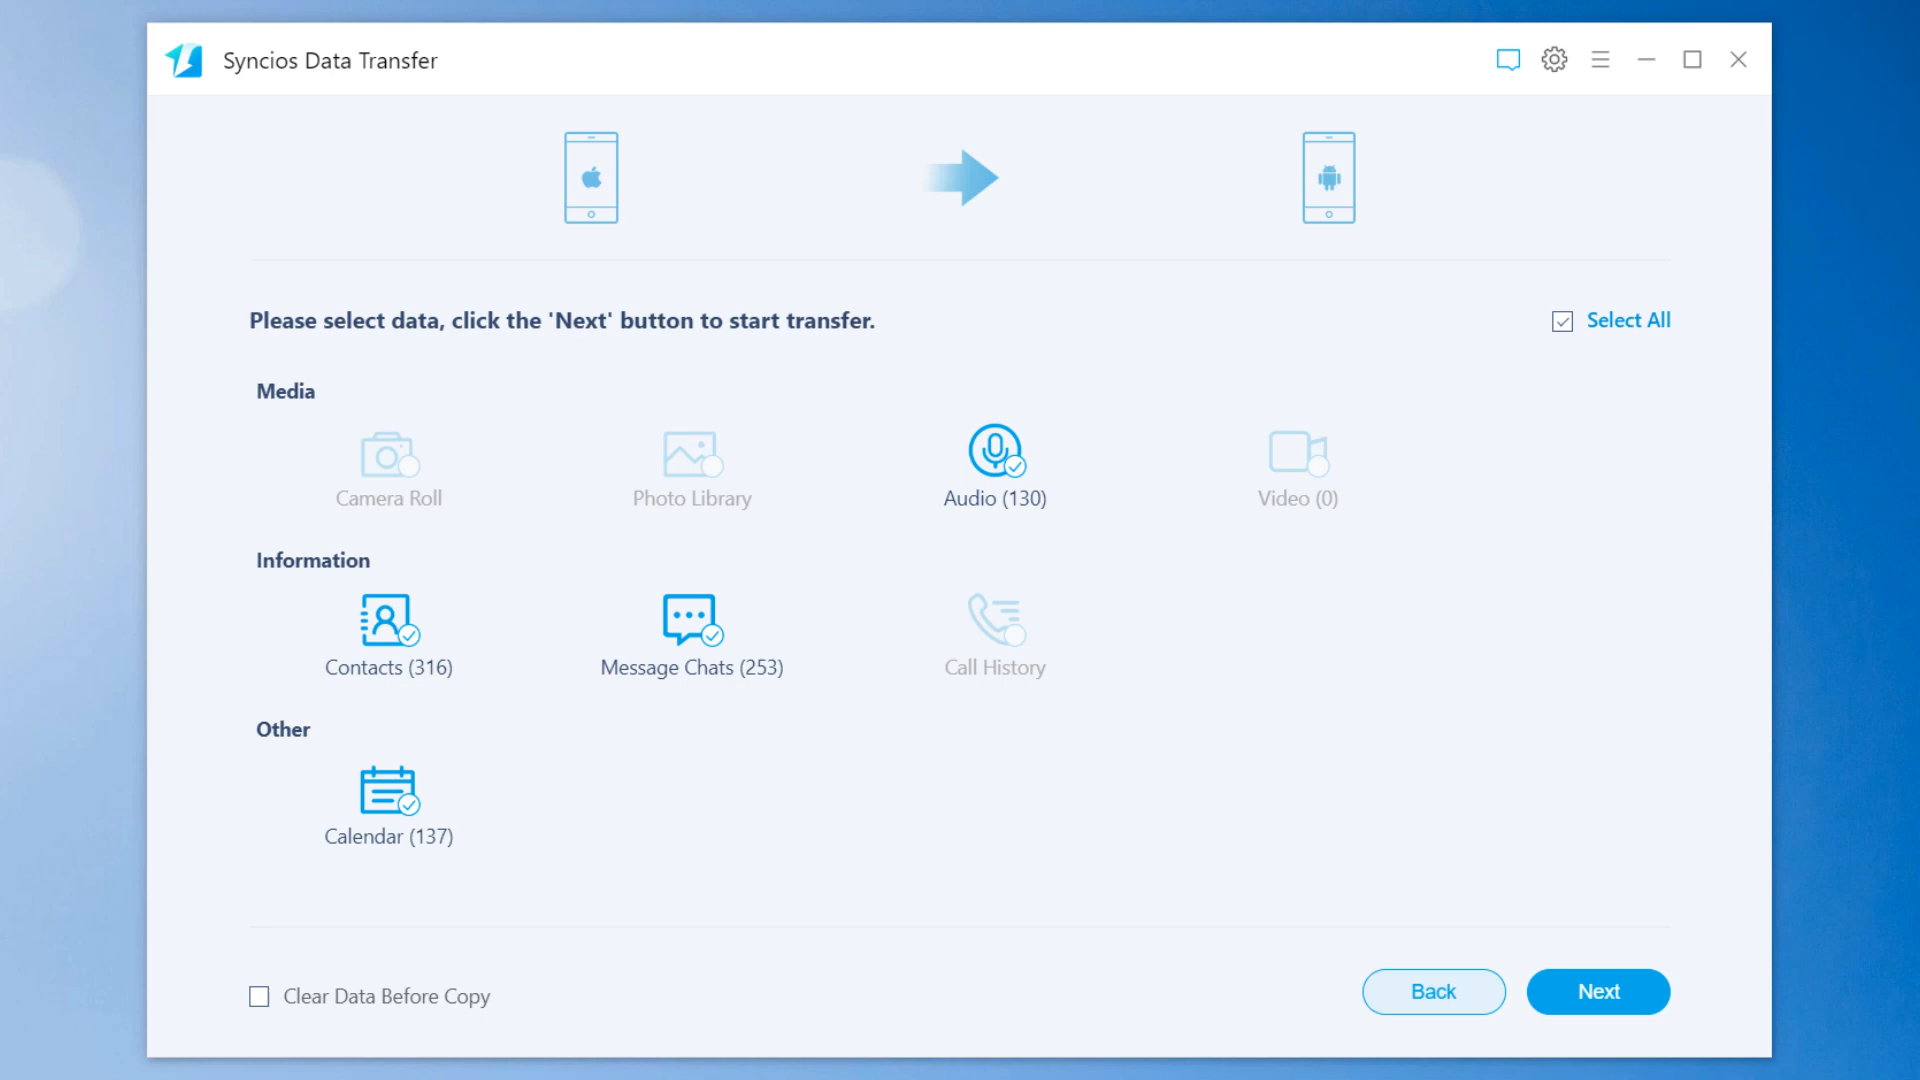 Syncios Data Transfer
Please select data, click the 'Next' button to start transfer.
Select All
Media
Camera Roll
Photo Library
Audio (130)
Video (0)
Information
Contacts (316)
Message Chats (253)
Call History
Other
Calendar (137)
Clear Data Before Copy
Back
Next